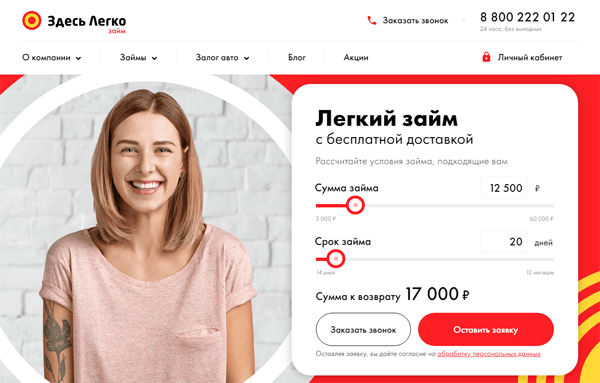 Здесь Легко
займ
Заказать звонок
8 800 222 01 22
24 часа, без выходных
О компании
Займы
Залог авто
Блог
Акции
Личный кабинет
Легкий займ
с бесплатной доставкой
Рассчитайте условия займа, подходящие вам
Сумма займа 12 500 ₽
3 000 ₽ 60 000 ₽
Срок займа 20 дней
14 дней 12 месяцев
Сумма к возврату 17 000 ₽
Заказать звонок
Оставить заявку
Оставляя заявку, вы даёте согласие на обработку персональных данных